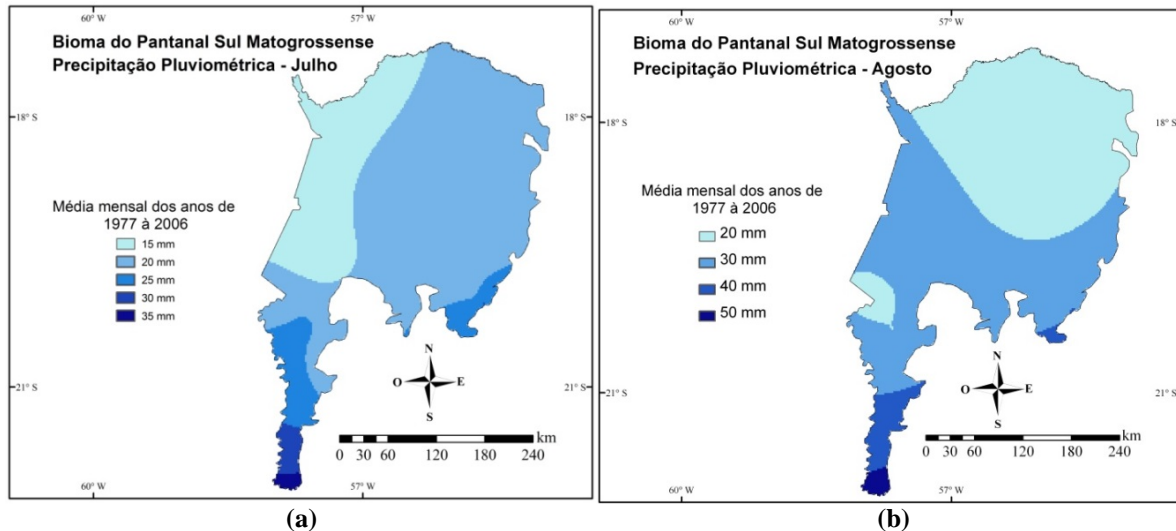 60° W
57° W
Bioma do Pantanal Sul Matogrossense
Precipitação Pluviométrica - Julho
18° S
Média mensal dos anos de
1977 à 2006
15 mm
20 mm
25 mm
30 mm
35 mm
N
O
E
S
21° S
21° S
km
0 30 60 120 180 240
60° W
57° W
(a)
60° W
57° W
Bioma do Pantanal Sul Matogrossense
Precipitação Pluviométrica - Agosto
18° S
18° S
Média mensal dos anos de
1977 à 2006
20 mm
30 mm
40 mm
50 mm
N
O
E
S
21° S
21° S
km
0 30 60 120 180 240
60° W
57° W
(b)